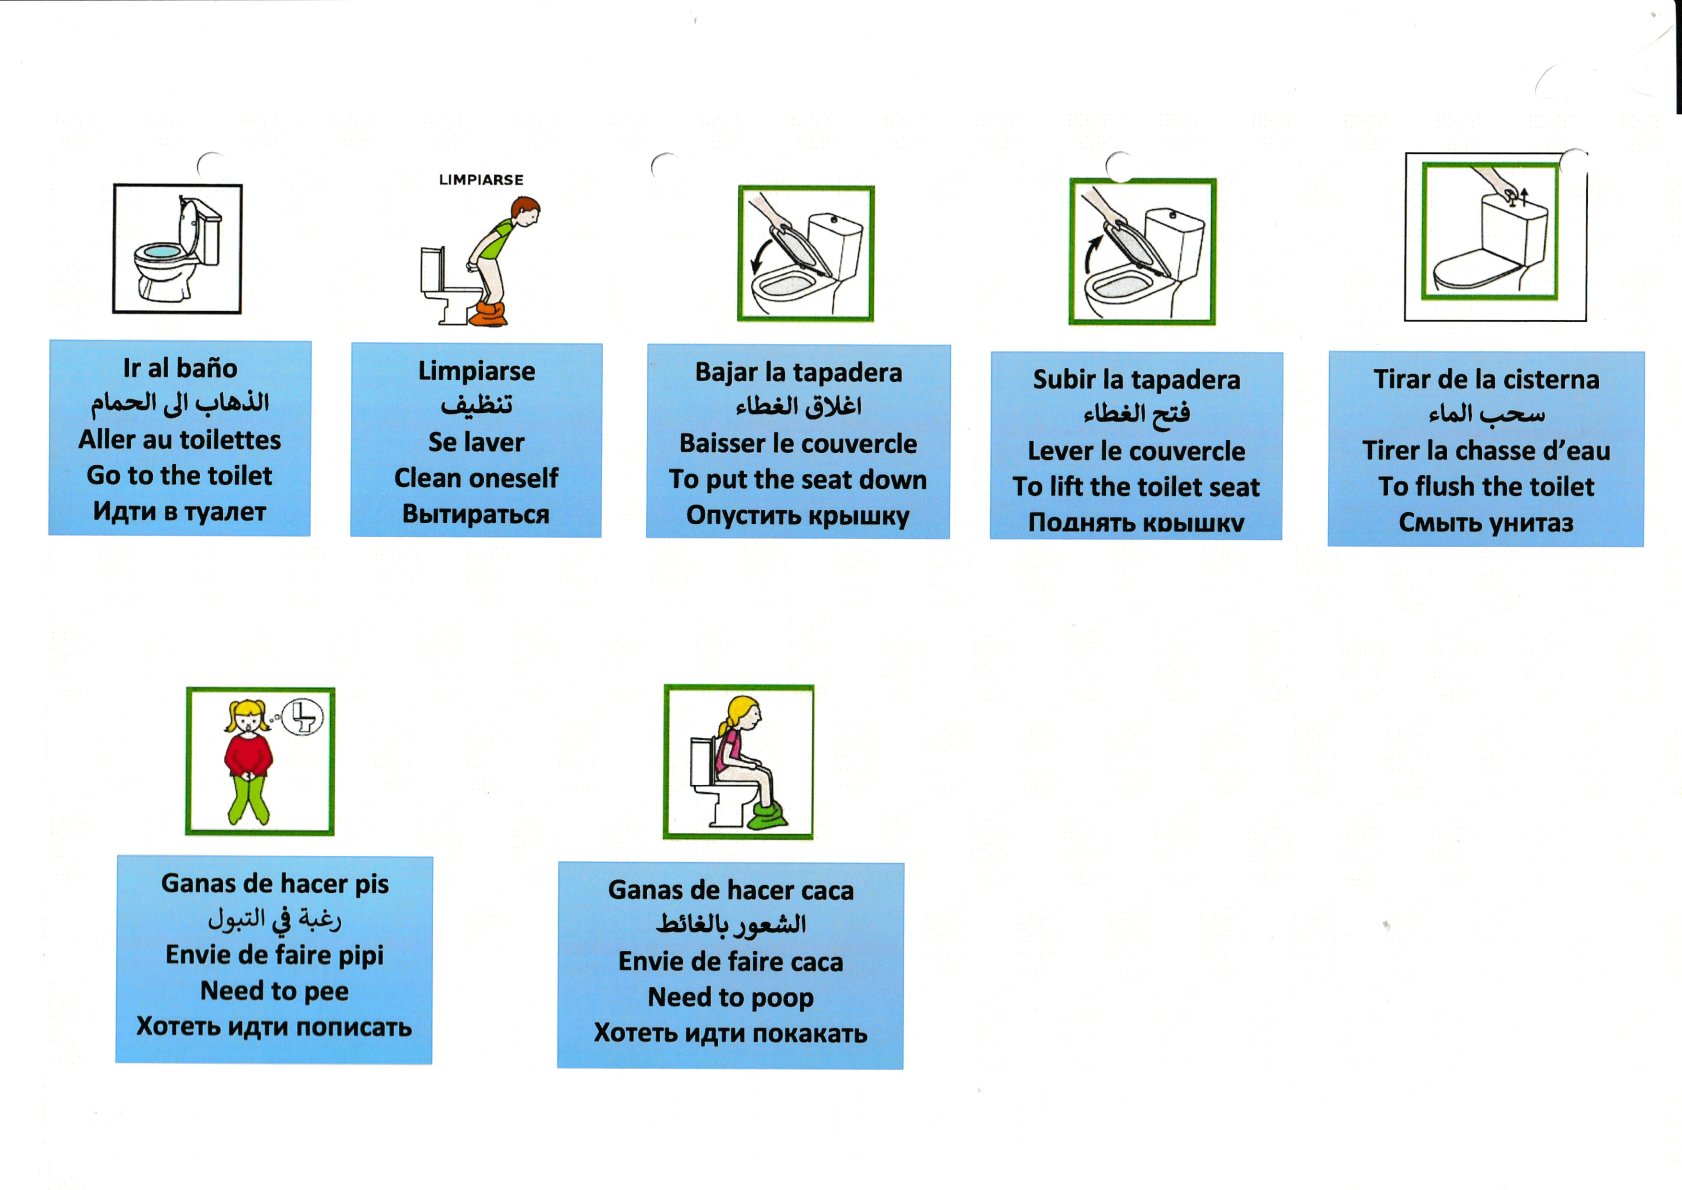 LIMPIARSE
Ir al baño
الذهاب الى الحمام
Aller au toilettes
Go to the toilet
Идти в туалет
Limpiarse
تنظيف
Se laver
Clean oneself
Вытираться
Bajar la tapadera
اغلاق الغطاء
Baisser le couvercle
To put the seat down
Опустить крышку
Subir la tapadera
فتح الغطاء
Lever le couvercle
To lift the toilet seat
Поднять крышку
Tirar de la cisterna
سحب الماء
Tirer la chasse d’eau
To flush the toilet
Смыть унитаз
Ganas de hacer pis
رغبة في التبول
Envie de faire pipi
Need to pee
Хотеть идти пописать
Ganas de hacer caca
الشعور بالغائط
Envie de faire caca
Need to poop
Хотеть идти покакать